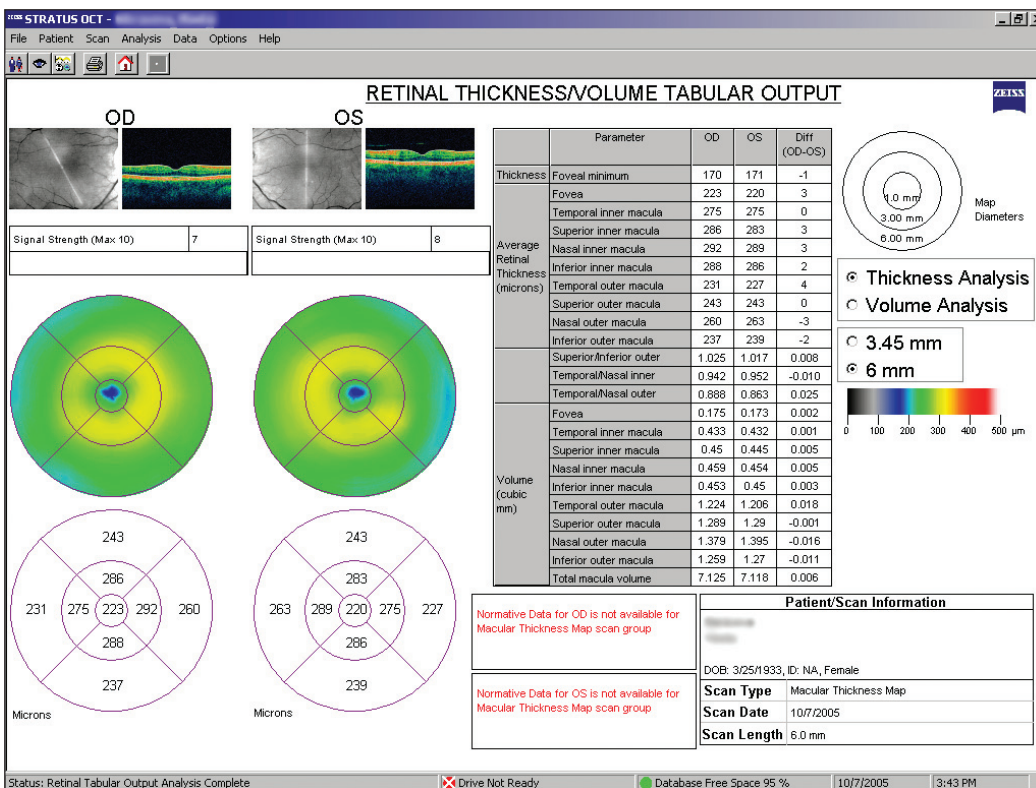 ZEISS STRATUS OCT -
File Patient Scan Analysis Data Options Help
RETINAL THICKNESS/VOLUME TABULAR OUTPUT
ZEISS
OD
OS
Signal Strength (Max 10) 7
Signal Strength (Max 10) 8
Parameter OD OS Diff (OD-OS)
Thickness Foveal minimum 170 171 -1
Average Retinal Thickness (microns)
Fovea 223 220 3
Temporal inner macula 275 275 0
Superior inner macula 286 283 3
Nasal inner macula 292 289 3
Inferior inner macula 288 286 2
Temporal outer macula 231 227 4
Superior outer macula 243 243 0
Nasal outer macula 260 263 -3
Inferior outer macula 237 239 -2
Superior/Inferior outer 1.025 1.017 0.008
Temporal/Nasal inner 0.942 0.952 -0.010
Temporal/Nasal outer 0.888 0.863 0.025
Volume (cubic mm)
Fovea 0.175 0.173 0.002
Temporal inner macula 0.433 0.432 0.001
Superior inner macula 0.45 0.445 0.005
Nasal inner macula 0.459 0.454 0.005
Inferior inner macula 0.453 0.45 0.003
Temporal outer macula 1.224 1.206 0.018
Superior outer macula 1.289 1.29 -0.001
Nasal outer macula 1.379 1.395 -0.016
Inferior outer macula 1.259 1.27 -0.011
Total macula volume 7.125 7.118 0.006
1.0 mm
3.00 mm
6.00 mm
Map
Diameters
Thickness Analysis
Volume Analysis
3.45 mm
6 mm
0 100 200 300 400 500 µm
243
286
231 275 223 292 260
288
237
Microns
243
283
263 289 220 275 227
286
239
Microns
Normative Data for OD is not available for
Macular Thickness Map scan group
Normative Data for OS is not available for
Macular Thickness Map scan group
Patient/Scan Information
DOB: 3/25/1933, ID: NA, Female
Scan Type Macular Thickness Map
Scan Date 10/7/2005
Scan Length 6.0 mm
Status: Retinal Tabular Output Analysis Complete
Drive Not Ready
Database Free Space 95 %
10/7/2005
3:43 PM